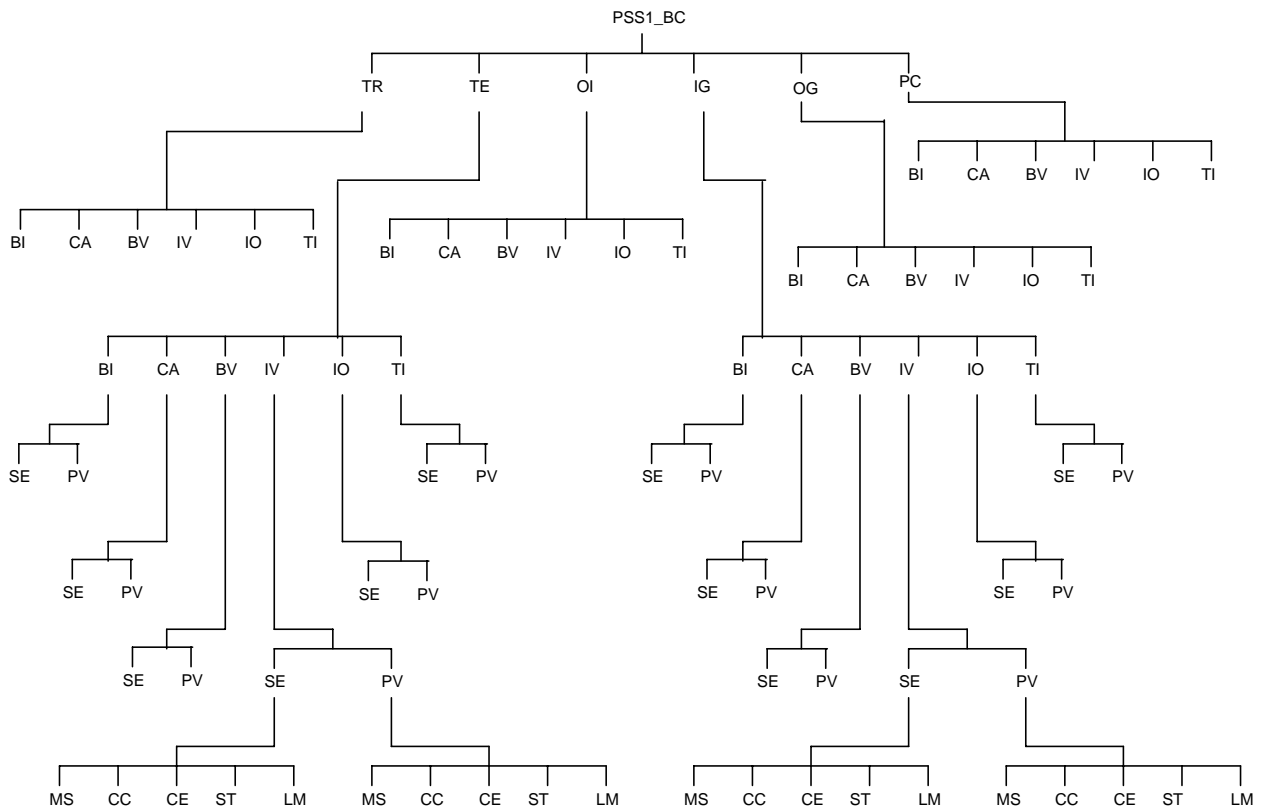 PSS1_BC
TR TE OI IG OG PC
BI CA BV IV IO TI
BI CA BV IV IO TI
BI CA BV IV IO TI
BI CA BV IV IO TI
BI CA BV IV IO TI
BI CA BV IV IO TI
SE PV SE PV SE PV SE PV
SE PV SE PV SE PV SE PV
SE PV SE PV SE PV SE PV
MS CC CE ST LM MS CC CE ST LM MS CC CE ST LM MS CC CE ST LM